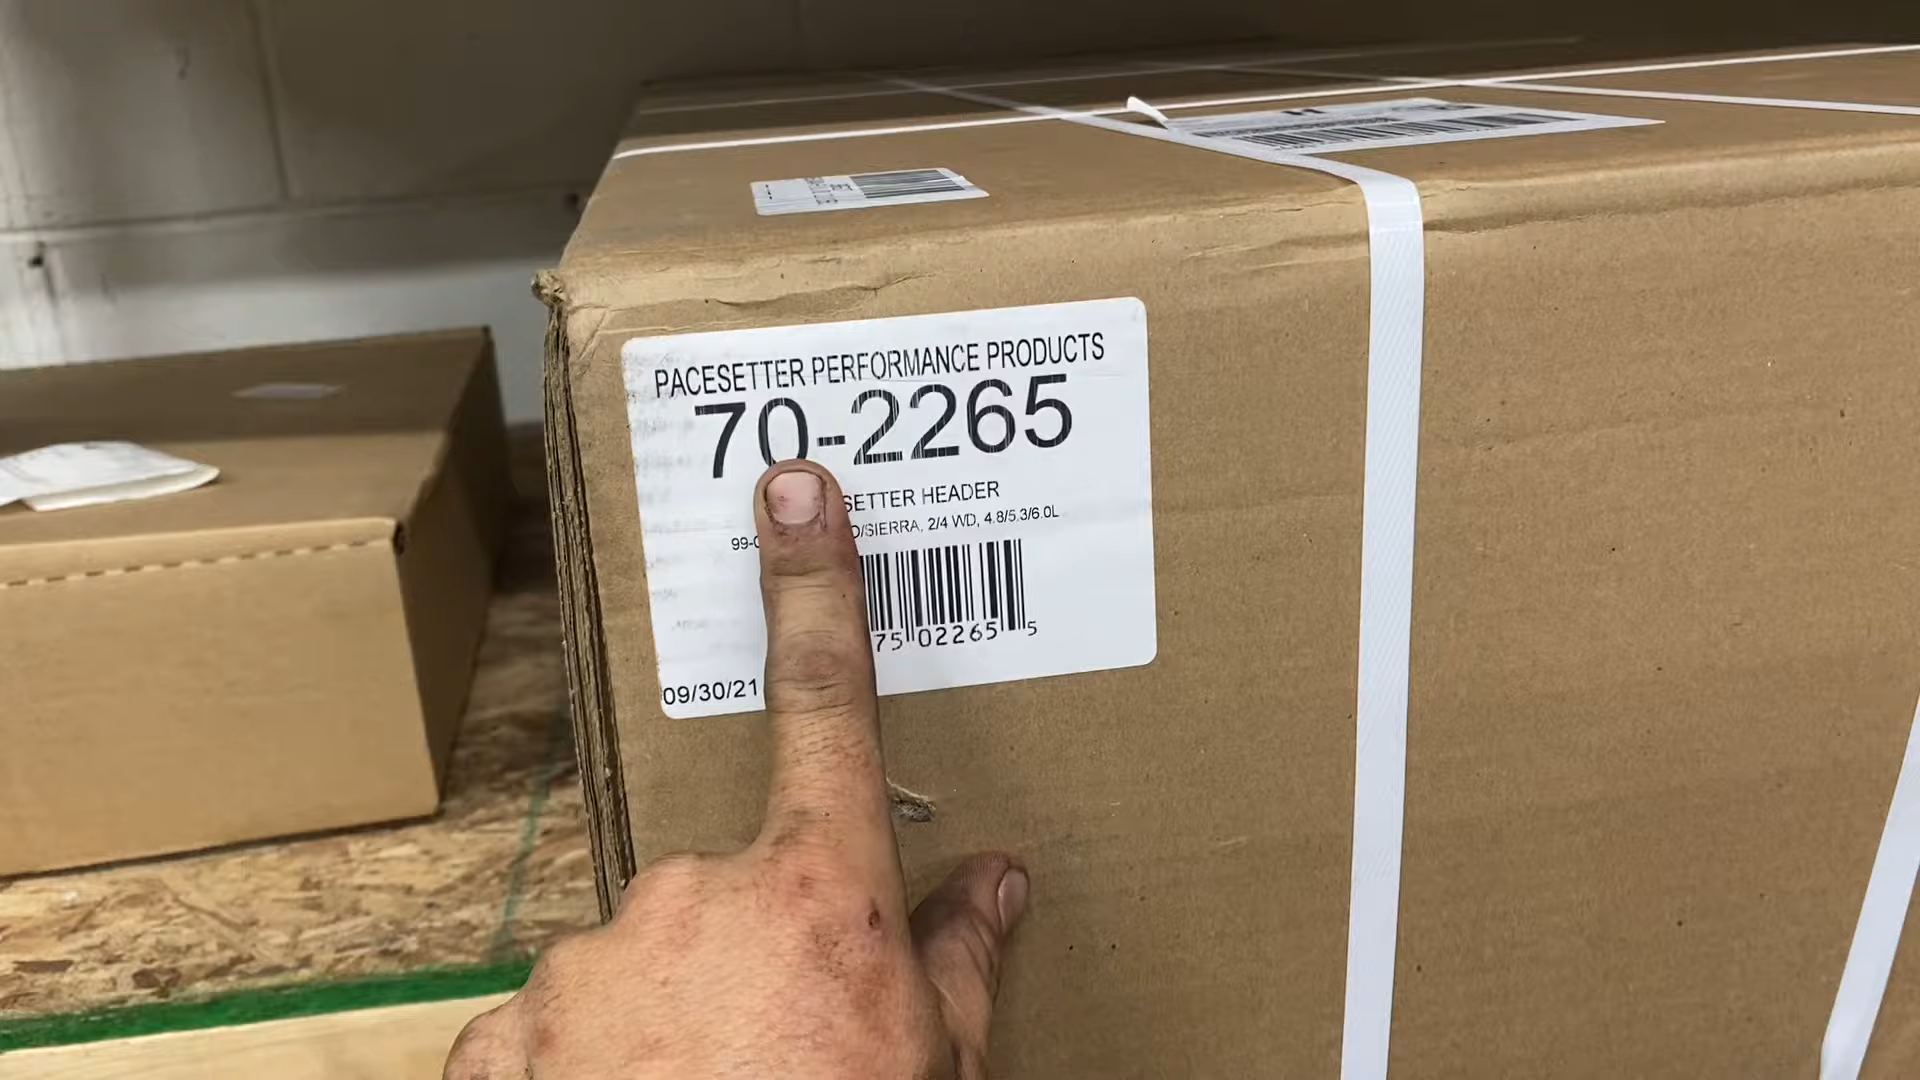 PACESETTER PERFORMANCE PRODUCTS
70-2265
SETTER HEADER
/SIERRA, 2/4 WD, 4.8/5.3/6.0L
75 02265 5
09/30/21